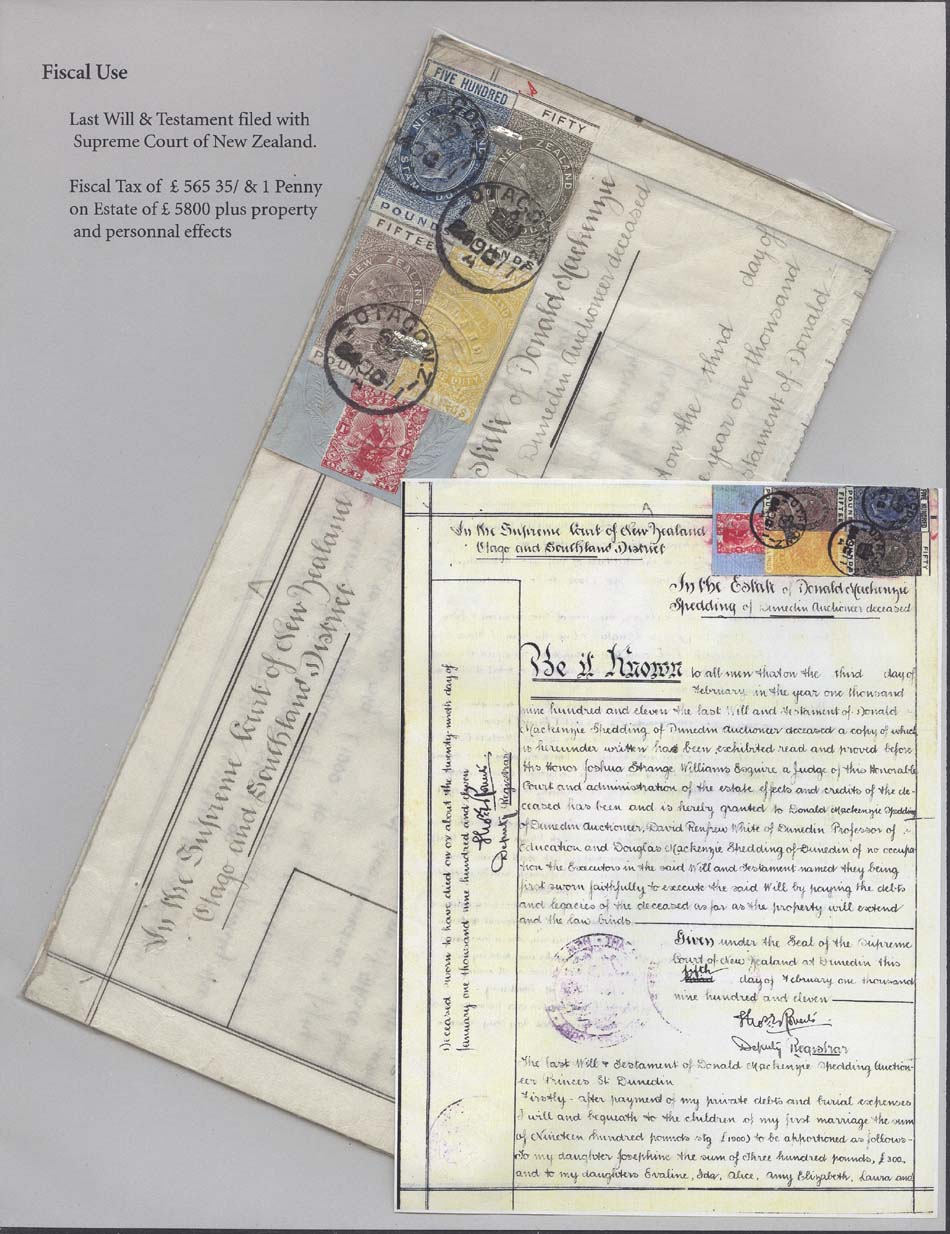 Fiscal Use
Last Will & Testament filed with
Supreme Court of New Zealand.
Fiscal Tax of £ 565 35/ & 1 Penny
on Estate of £ 5800 plus property
and personnal effects
FIVE HUNDRED
POUND
FIFTY
NEW ZEALAND
FIFTEEN
NEW ZEALAND
OTAGO N.Z
OTAGO N.Z
Estate of Donald Mackenzie
of Dunedin Auctioneer deceased
on the third day of
year one thousand
stament of Donald
In the Supreme Court of New Zealand
Otago and Southland District
In the Supreme Court of New Zealand
Otago and Southland District
FIFTEEN
POUNDS
FIFTY
In the Estate of Donald Mackenzie
Spedding of Dunedin Auctioneer deceased
Be it Known to all men that on the third day of
February in the year one thousand
nine hundred and eleven the last Will and Testament of Donald
Mackenzie Spedding of Dunedin Auctioneer deceased a copy of which
is hereunder written has been exhibited read and proved before
His Honor Joshua Strange Williams Esquire a Judge of this Honorable
Court and administration of the estate effects and credits of the de-
ceased has been and is hereby granted to Donald Mackenzie Spedding
of Dunedin Auctioneer, David Renfrew White of Dunedin Professor of
Education and Douglas Mackenzie Spedding of Dunedin of no occupa-
tion the Executors in the said Will and Testament named they being
first sworn faithfully to execute the said Will by paying the debts
and legacies of the deceased as far as the property will extend
and the law binds.
Given under the Seal of the Supreme
Court of New Zealand at Dunedin this
fifth day of February one thousand
nine hundred and eleven
Deputy Registrar
Deceased sworn to have died on or about the twenty-ninth day of
January one thousand nine hundred and eleven
Deputy Registrar
The last Will & Testament of Donald Mackenzie Spedding Auction-
eer Princes St Dunedin
Firstly - after payment of my private debts and burial expenses
I will and bequeath to the children of my first marriage the sum
of Nineteen hundred pounds stg £1900) to be apportioned as follows-
To my daughter Josephine the sum of three hundred pounds, £300.
and to my daughters Evaline, Ida, Alice, Amy Elizabeth, Laura and